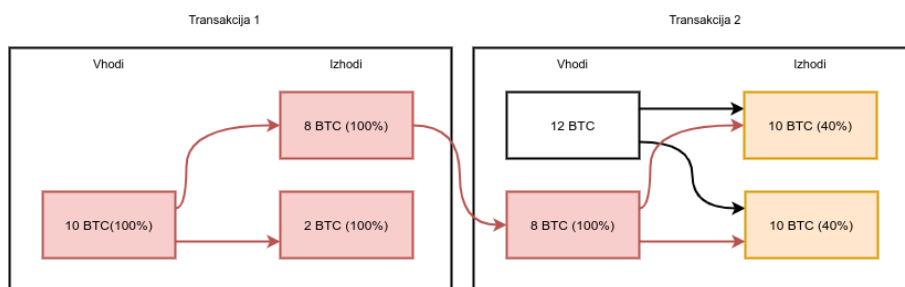 Transakcija 1
Vhodi
Izhodi
8 BTC (100%)
10 BTC(100%)
2 BTC (100%)
Transakcija 2
Vhodi
Izhodi
12 BTC
10 BTC (40%)
8 BTC (100%)
10 BTC (40%)